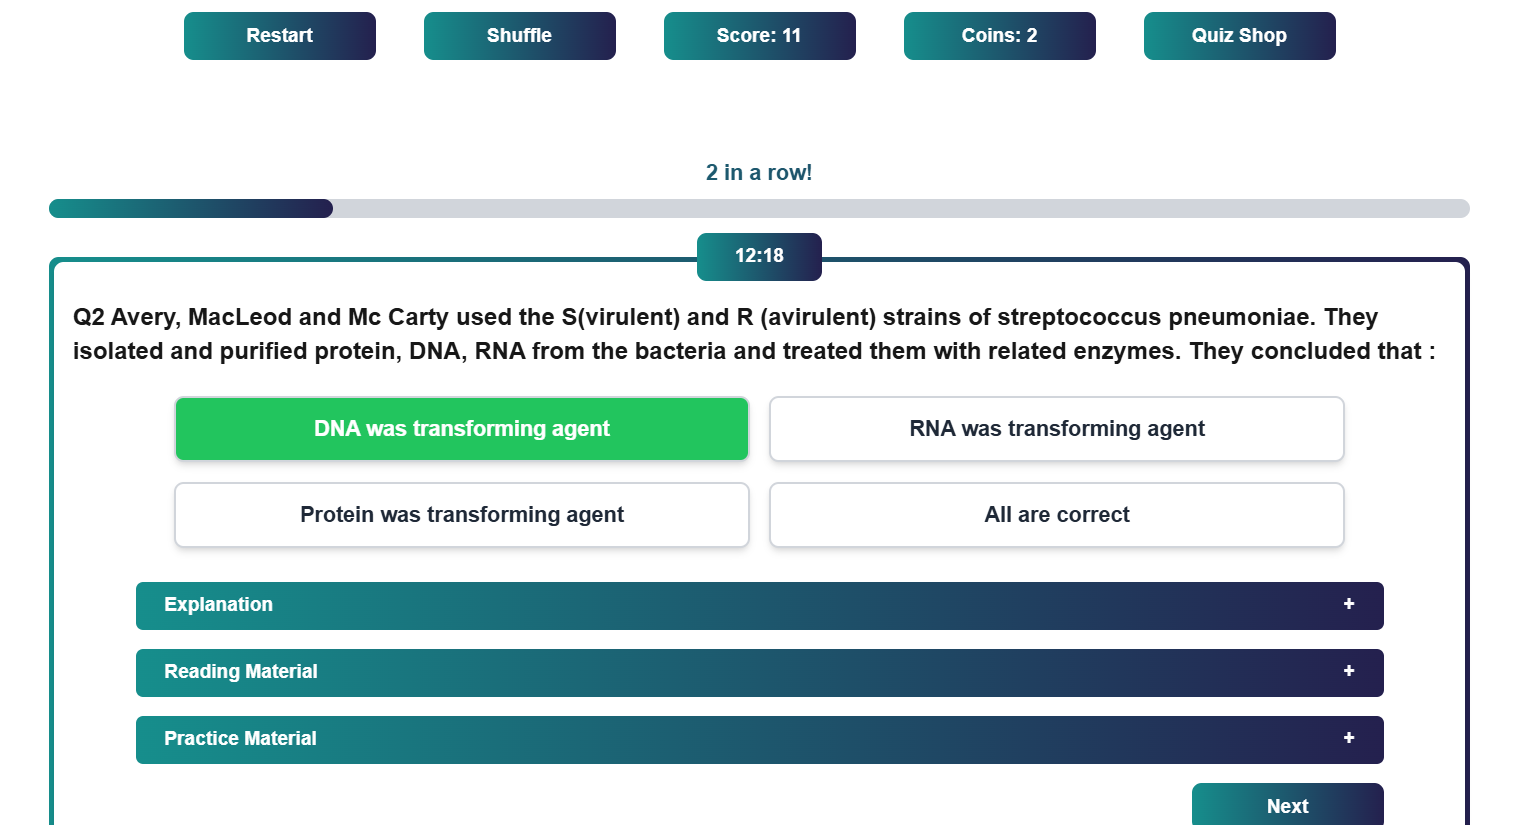 Restart
Shuffle
Score: 11
Coins: 2
Quiz Shop
2 in a row!
12:18
Q2 Avery, MacLeod and Mc Carty used the S(virulent) and R (avirulent) strains of streptococcus pneumoniae. They
isolated and purified protein, DNA, RNA from the bacteria and treated them with related enzymes. They concluded that :
DNA was transforming agent
RNA was transforming agent
Protein was transforming agent
All are correct
Explanation +
Reading Material +
Practice Material +
Next